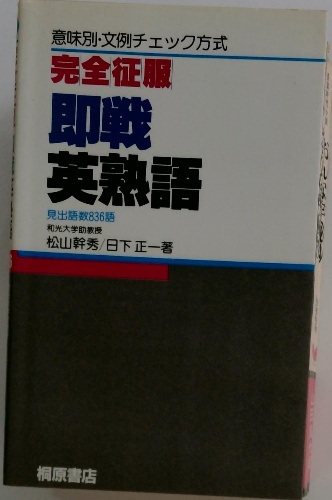 意味別・文例チェック方式
完全征服
即戦
英熟語
見出語数836語
和光大学助教授
松山幹秀/日下 正一著
桐原書店